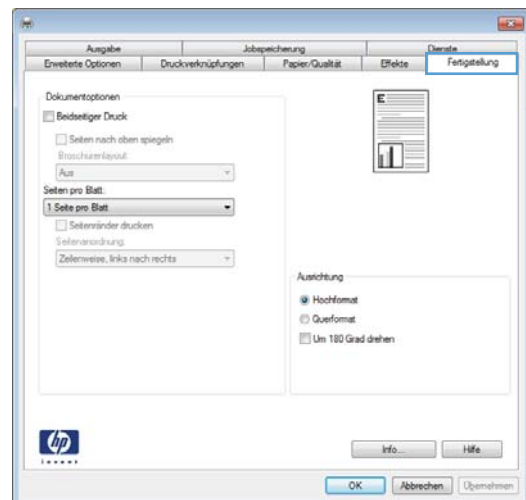 Ausgabe
Jobspeicherung
Dienste
Erweiterte Optionen
Druckverknüpfungen
Papier/Qualität
Effekte
Fertigstellung
Dokumentoptionen
Beidseitiger Druck
Seiten nach oben spiegeln
Broschürenlayout:
Aus
Seiten pro Blatt:
1 Seite pro Blatt
Seitenränder drucken
Seitenanordnung:
Zeilenweise, links nach rechts
E
Ausrichtung
Hochformat
Querformat
Um 180 Grad drehen
hp
invent
Info...
Hilfe
OK
Abbrechen
Übernehmen